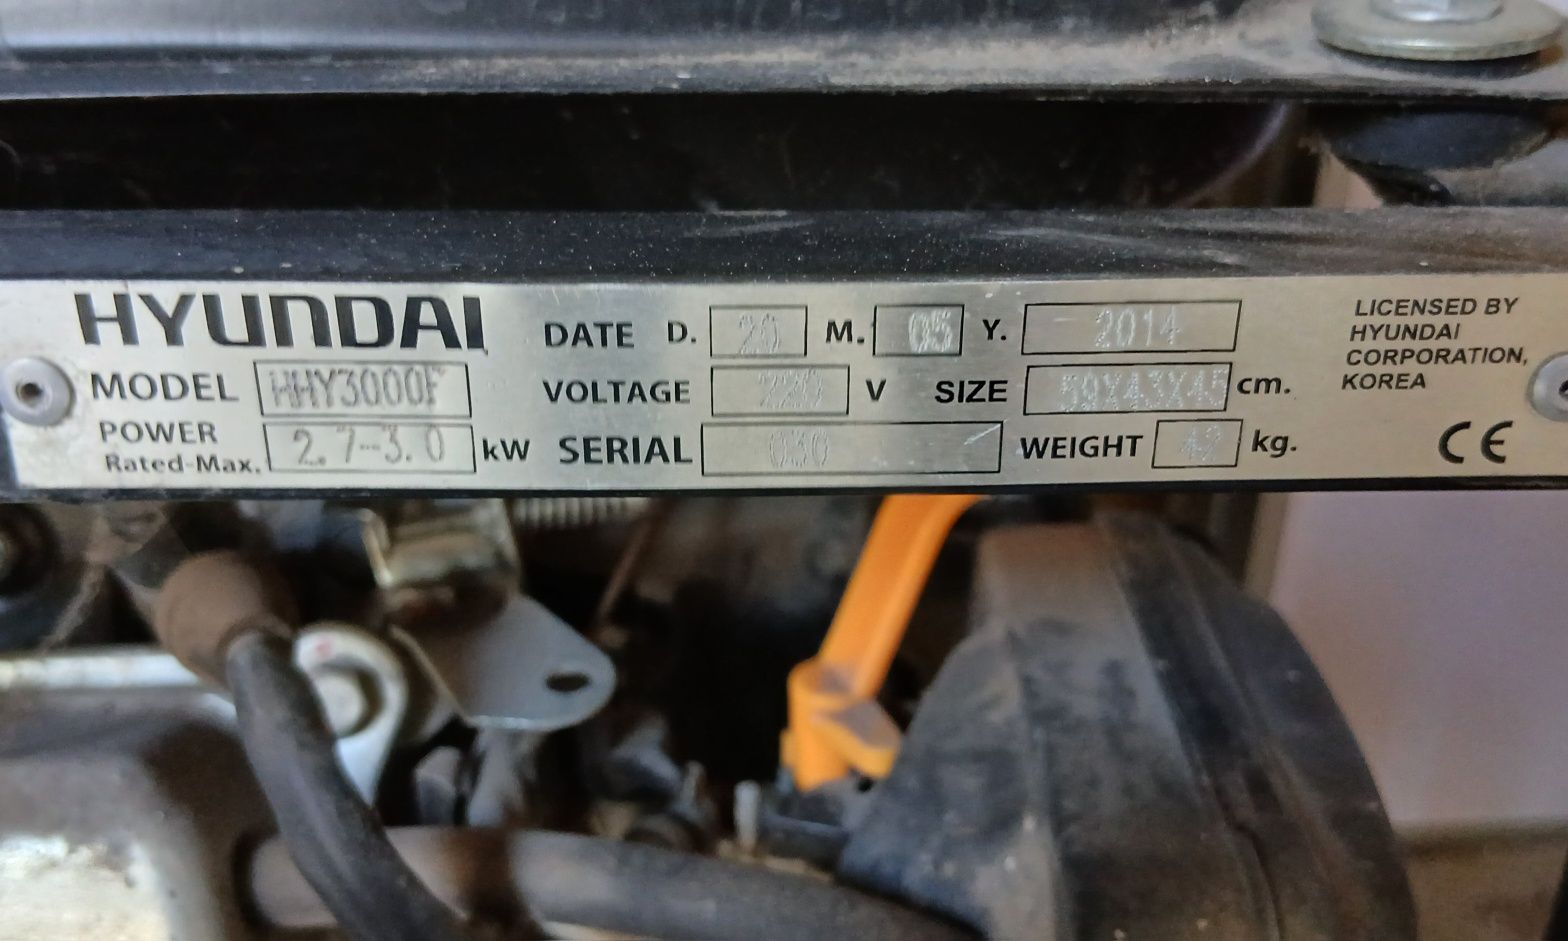 HYUNDAI
MODEL HHY3000F
POWER
Rated-Max. 2.7-3.0 kW
DATE D. 20 M. 05 Y. 2014
VOLTAGE 220 V SIZE 59X43X45 cm.
SERIAL 030 WEIGHT 42 kg.
LICENSED BY
HYUNDAI
CORPORATION,
KOREA
CE